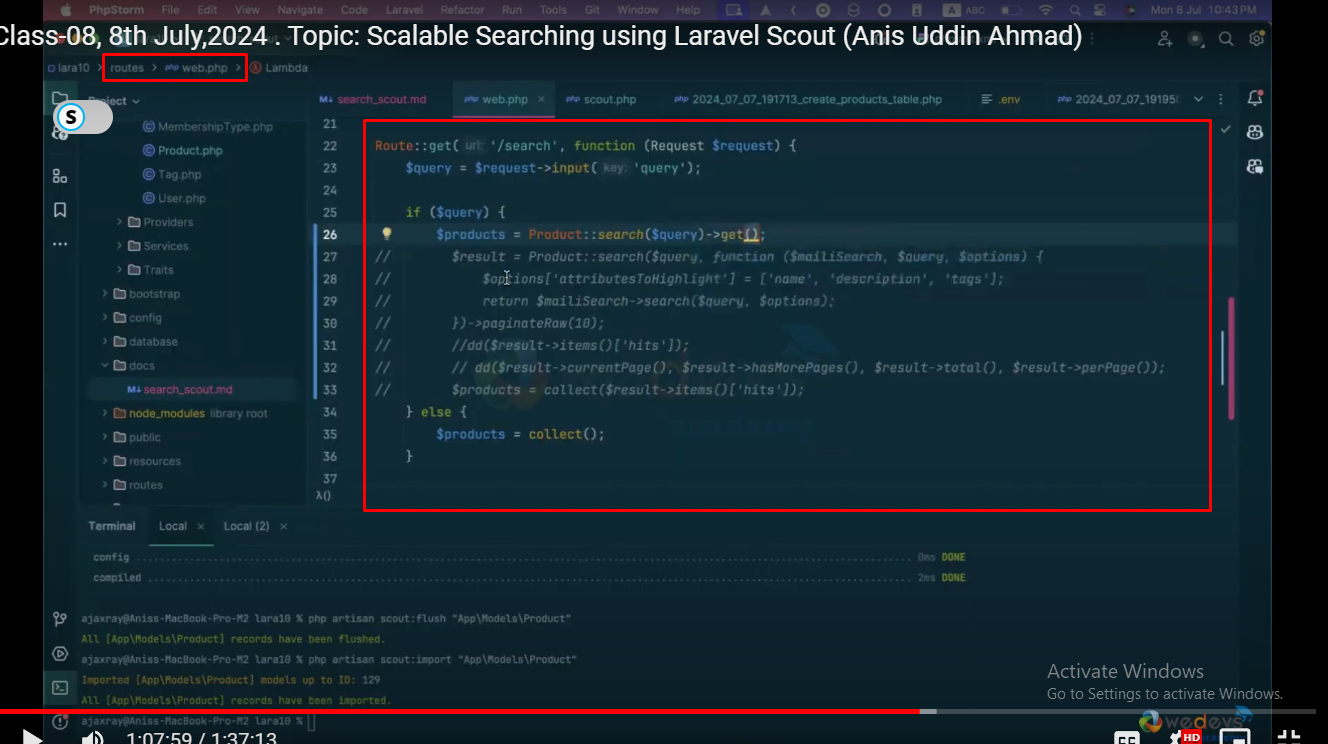 PhpStorm File Edit View Navigate Code Laravel Refactor Run Tools Git Window Help ABC Mon 8 Jul 10:43 PM
Class-08, 8th July,2024 . Topic: Scalable Searching using Laravel Scout (Anis Uddin Ahmad)
lara10 > routes > web.php > Lambda
Project
search_scout.md web.php scout.php 2024_07_07_191713_create_products_table.php .env 2024_07_07_19195
MembershipType.php
Product.php
Tag.php
User.php
Providers
Services
Traits
bootstrap
config
database
docs
search_scout.md
node_modules library root
public
resources
routes
21
22 Route::get( uri: '/search', function (Request $request) {
23 $query = $request->input( key: 'query');
24
25 if ($query) {
26 $products = Product::search($query)->get();
27 // $result = Product::search($query, function ($mailiSearch, $query, $options) {
28 // $options['attributesToHighlight'] = ['name', 'description', 'tags'];
29 // return $mailiSearch->search($query, $options);
30 // })->paginateRaw(10);
31 // //dd($result->items()['hits']);
32 // // dd($result->currentPage(), $result->hasMorePages(), $result->total(), $result->perPage());
33 // $products = collect($result->items()['hits']);
34 } else {
35 $products = collect();
36 }
37
λ()
Terminal Local × Local (2) ×
config ........ 0ms DONE
compiled ........ 2ms DONE
ajaxray@Aniss-MacBook-Pro-M2 lara10 % php artisan scout:flush "App\Models\Product"
All [App\Models\Product] records have been flushed.
ajaxray@Aniss-MacBook-Pro-M2 lara10 % php artisan scout:import "App\Models\Product"
Imported [App\Models\Product] models up to ID: 129
All [App\Models\Product] records have been imported.
ajaxray@Aniss-MacBook-Pro-M2 lara10 %
Activate Windows
Go to Settings to activate Windows.
wedevs
1:07:59 / 1:37:13
CC HD